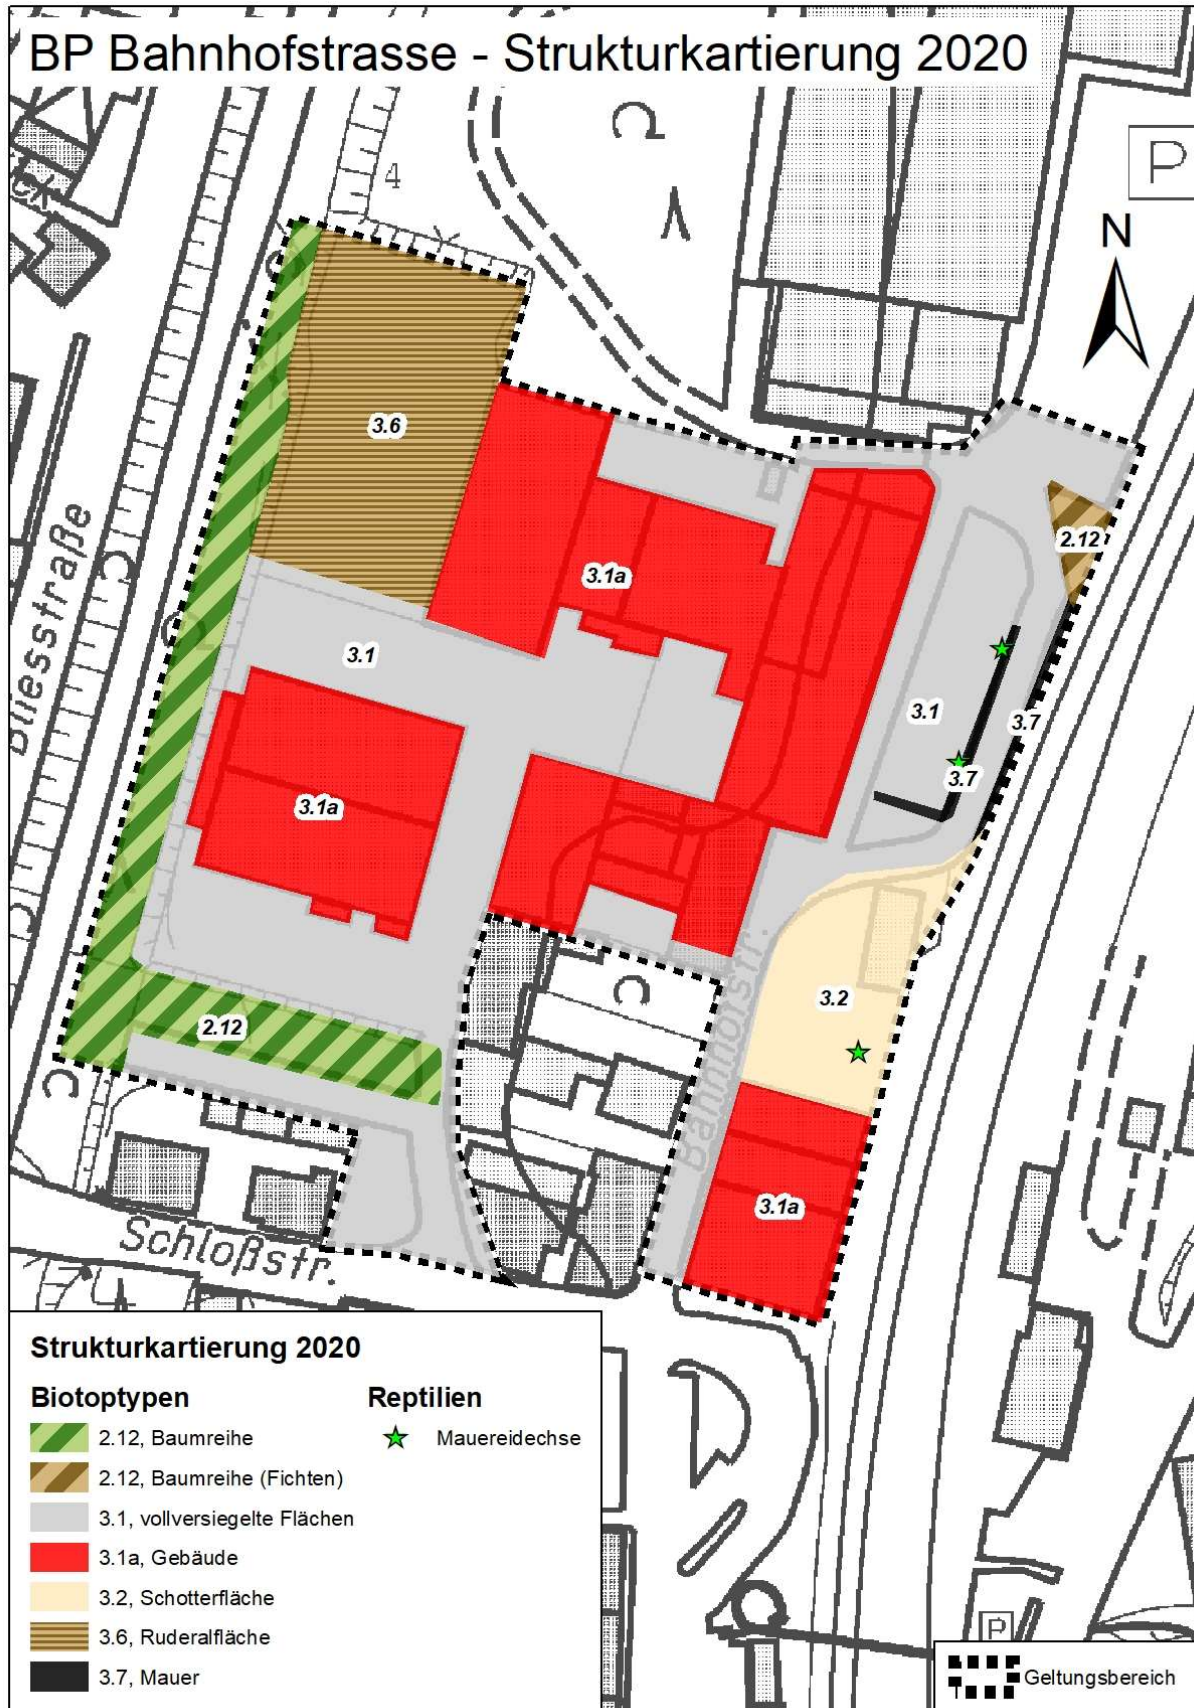 BP Bahnhofstrasse - Strukturkartierung 2020
P
4
N
3.6
2.12
3.1a
3.1
3.1
3.7
3.7
3.1a
Bliesstraße
3.2
2.12
Bahnhofstr.
3.1a
Schloßstr.
Strukturkartierung 2020
Biotoptypen
2.12, Baumreihe
2.12, Baumreihe (Fichten)
3.1, vollversiegelte Flächen
3.1a, Gebäude
3.2, Schotterfläche
3.6, Ruderalfläche
3.7, Mauer
Reptilien
Mauereidechse
P
Geltungsbereich